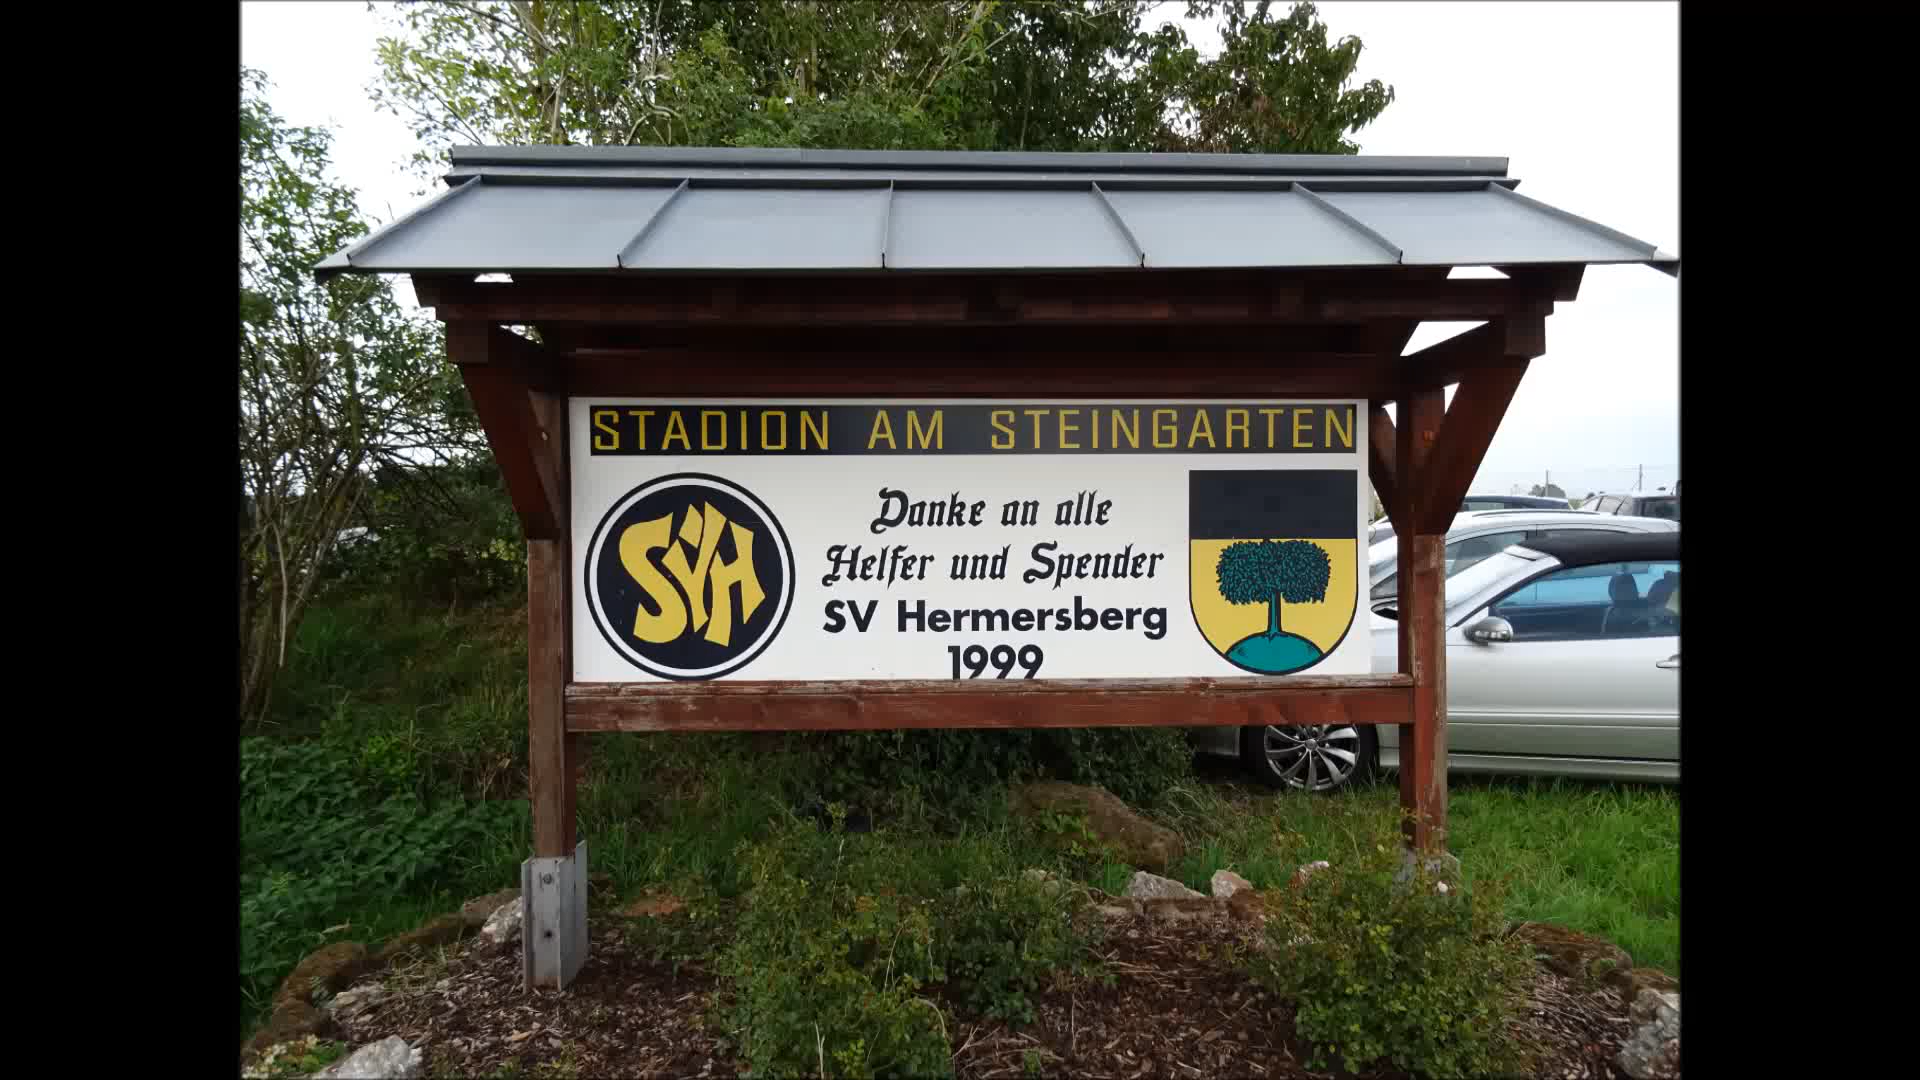 STADION AM STEINGARTEN
SVH
Danke an alle
Helfer und Spender
SV Hermersberg
1999